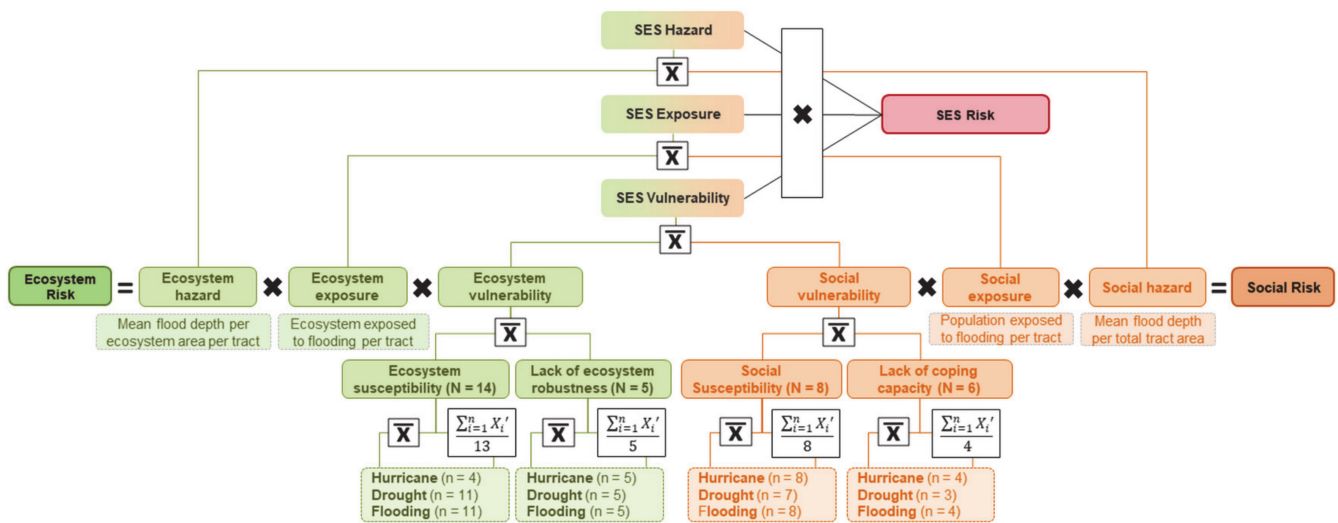 SES Hazard
X̅
SES Exposure
✖
SES Risk
X̅
SES Vulnerability
X̅
Ecosystem
Risk
=
Ecosystem
hazard
✖
Ecosystem
exposure
✖
Ecosystem
vulnerability
Social
vulnerability
✖
Social
exposure
✖
Social hazard
=
Social Risk
Mean flood depth per
ecosystem area per tract
Ecosystem exposed
to flooding per tract
X̅
X̅
Population exposed
to flooding per tract
Mean flood depth
per total tract area
Ecosystem
susceptibility (N = 14)
Lack of ecosystem
robustness (N = 5)
Social
Susceptibility (N = 8)
Lack of coping
capacity (N = 6)
X̅
∑ⁿᵢ₌₁ Xᵢ′
13
X̅
∑ⁿᵢ₌₁ Xᵢ′
5
X̅
∑ⁿᵢ₌₁ Xᵢ′
8
X̅
∑ⁿᵢ₌₁ Xᵢ′
4
Hurricane (n = 4)
Drought (n = 11)
Flooding (n = 11)
Hurricane (n = 5)
Drought (n = 5)
Flooding (n = 5)
Hurricane (n = 8)
Drought (n = 7)
Flooding (n = 8)
Hurricane (n = 4)
Drought (n = 3)
Flooding (n = 4)